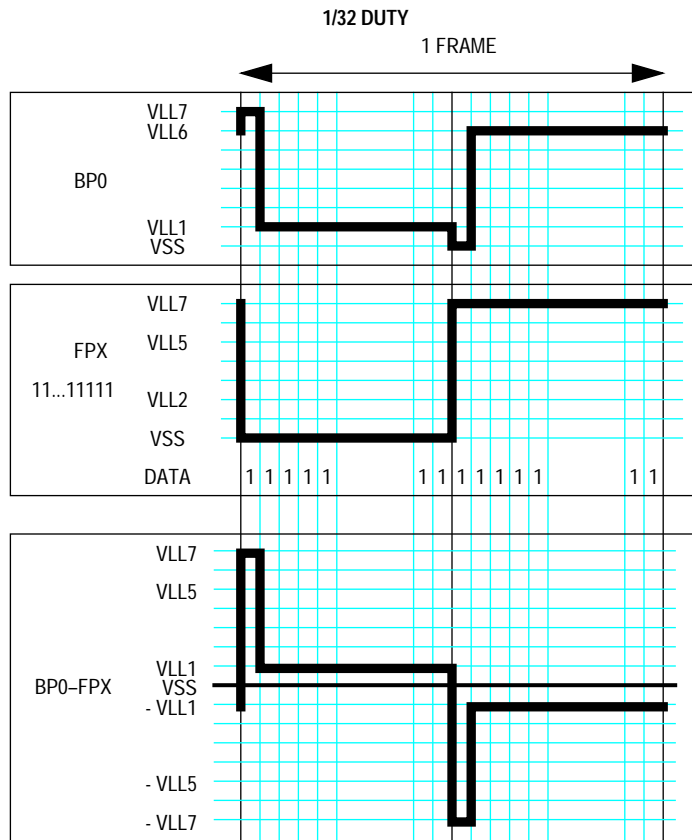 1/32 DUTY
1 FRAME
VLL7
VLL6
BP0
VLL1
VSS
VLL7
FPX
VLL5
11...11111
VLL2
VSS
DATA 1 1 1 1 1 1 1 1 1 1 1 1 1 1
VLL7
VLL5
VLL1
BP0–FPX
VSS
- VLL1
- VLL5
- VLL7